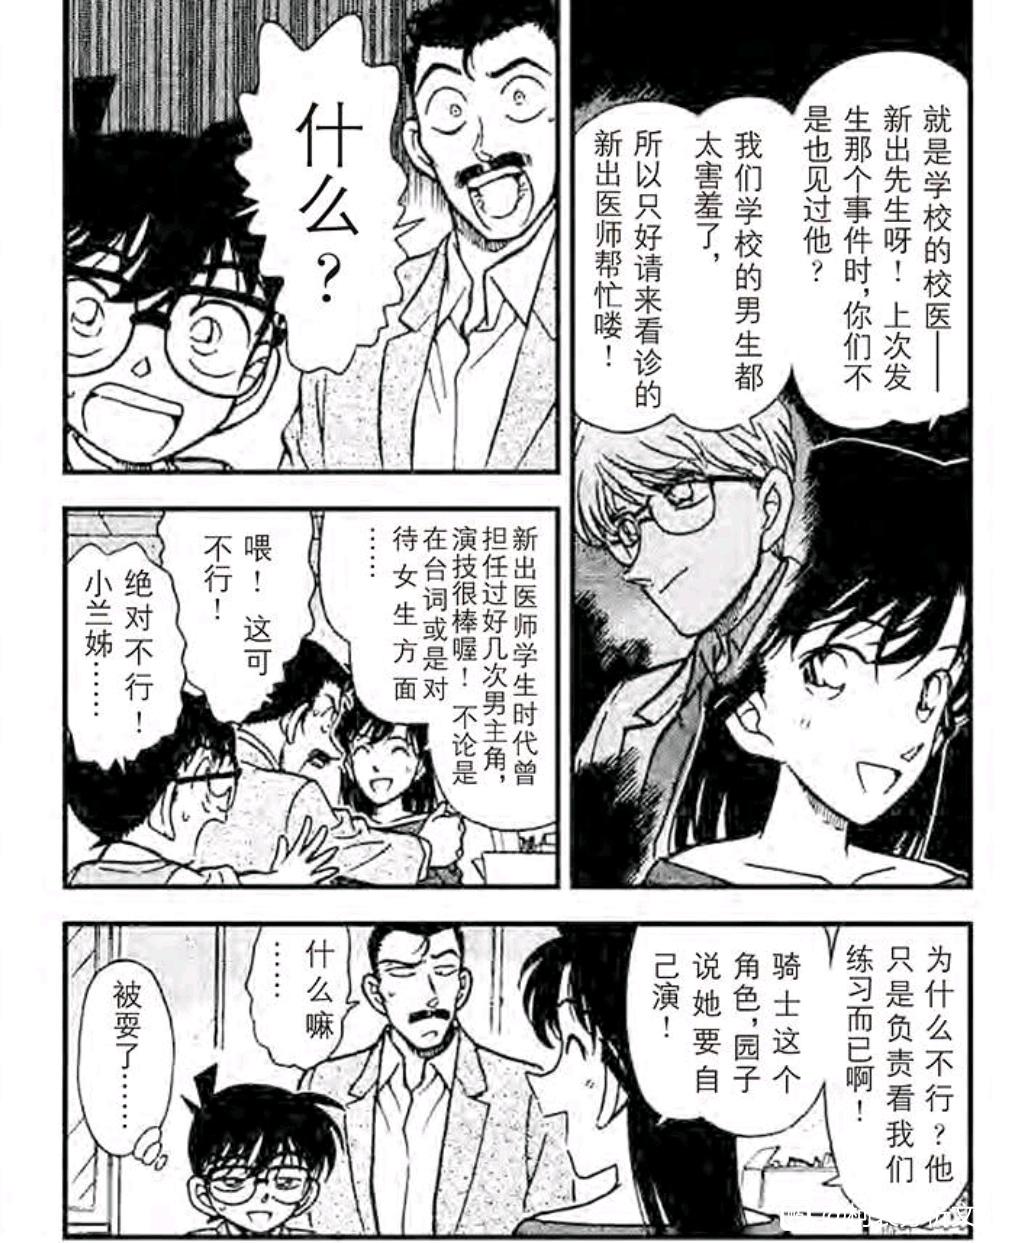 就是学校的校医——
新出先生呀！上次发
生那个事件时，你们不
是也见过他？
我们学校的男生都
太害羞了，
所以只好请来看诊的
新出医师帮忙喽！
什么？
新出医师学生时代曾
担任过好几次男主角，
演技很棒喔！不论是
在台词或是对
待女生方面
……
喂！这可
不行！
绝对不行！
小兰姊……
为什么不行？他
只是负责看我们
练习而已啊！
骑士这个
角色，园子
说她要自
己演！
什么嘛
……
被耍了……